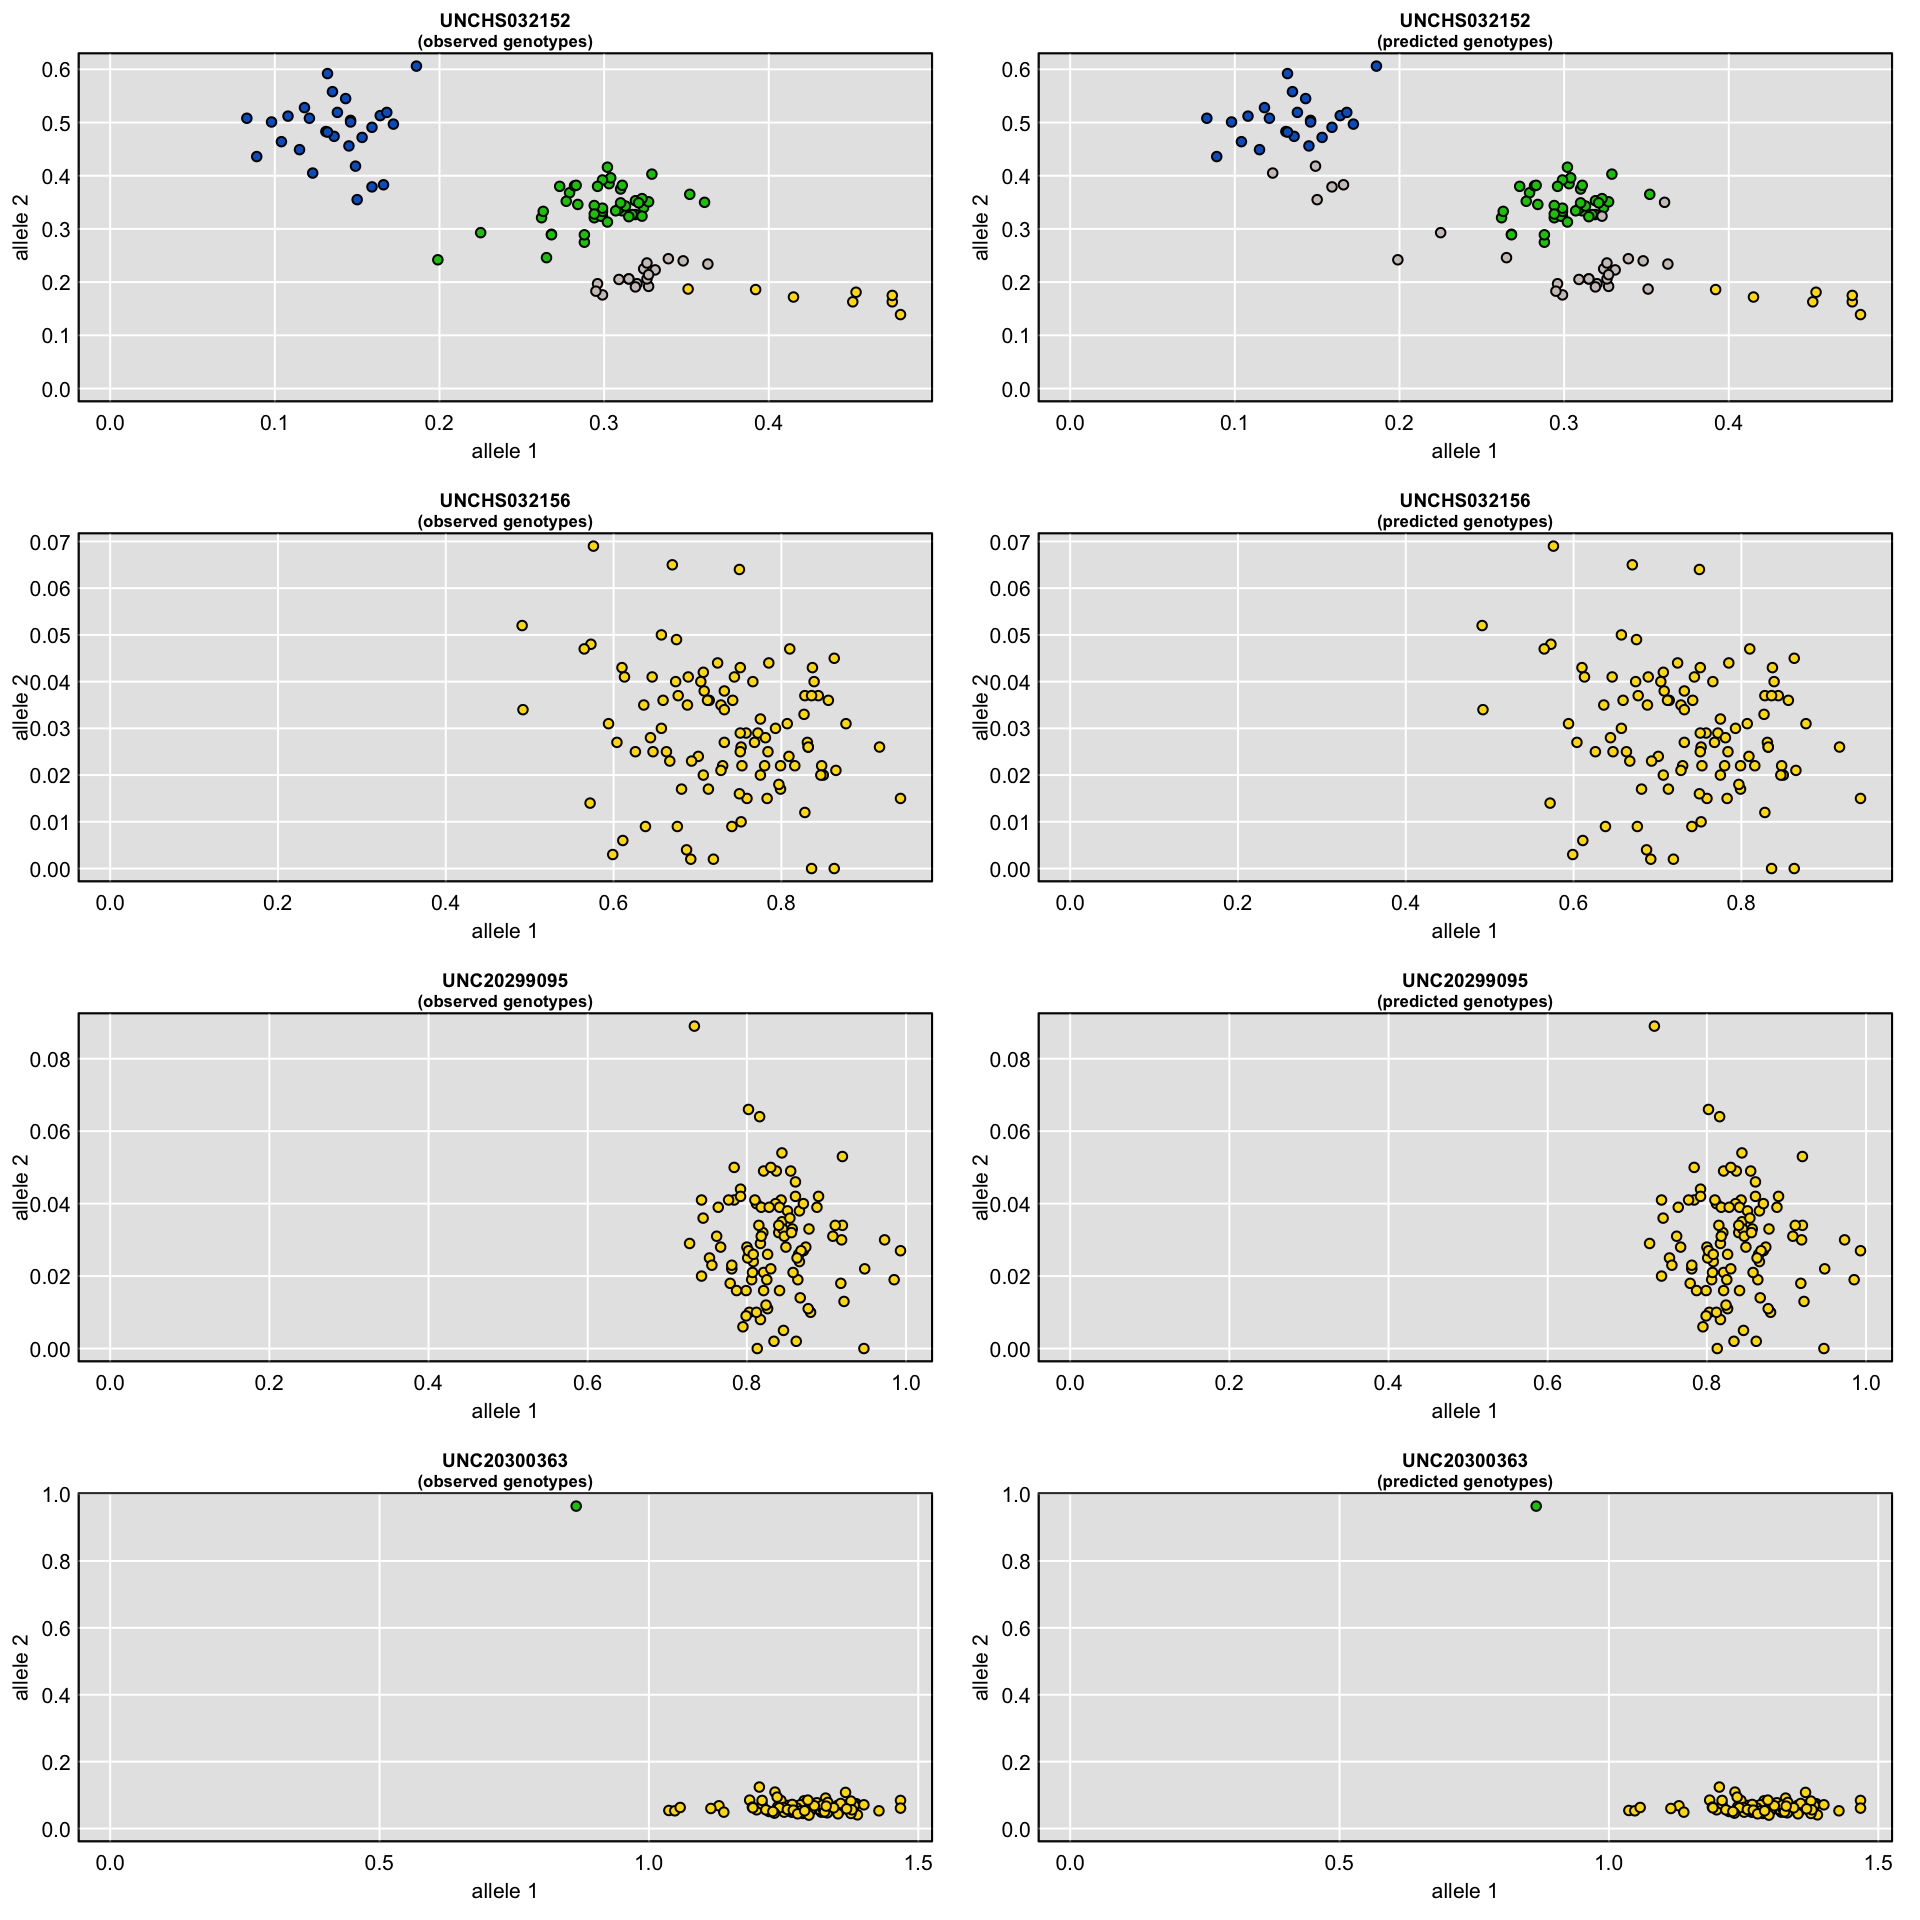 UNCHS032152
(observed genotypes)
0.6
0.5
0.4
0.3
0.2
0.1
0.0
allele 2
0.0 0.1 0.2 0.3 0.4
allele 1
UNCHS032152
(predicted genotypes)
0.6
0.5
0.4
0.3
0.2
0.1
0.0
allele 2
0.0 0.1 0.2 0.3 0.4
allele 1
UNCHS032156
(observed genotypes)
0.07
0.06
0.05
0.04
0.03
0.02
0.01
0.00
allele 2
0.0 0.2 0.4 0.6 0.8
allele 1
UNCHS032156
(predicted genotypes)
0.07
0.06
0.05
0.04
0.03
0.02
0.01
0.00
allele 2
0.0 0.2 0.4 0.6 0.8
allele 1
UNC20299095
(observed genotypes)
0.08
0.06
0.04
0.02
0.00
allele 2
0.0 0.2 0.4 0.6 0.8 1.0
allele 1
UNC20299095
(predicted genotypes)
0.08
0.06
0.04
0.02
0.00
allele 2
0.0 0.2 0.4 0.6 0.8 1.0
allele 1
UNC20300363
(observed genotypes)
1.0
0.8
0.6
0.4
0.2
0.0
allele 2
0.0 0.5 1.0 1.5
allele 1
UNC20300363
(predicted genotypes)
1.0
0.8
0.6
0.4
0.2
0.0
allele 2
0.0 0.5 1.0 1.5
allele 1